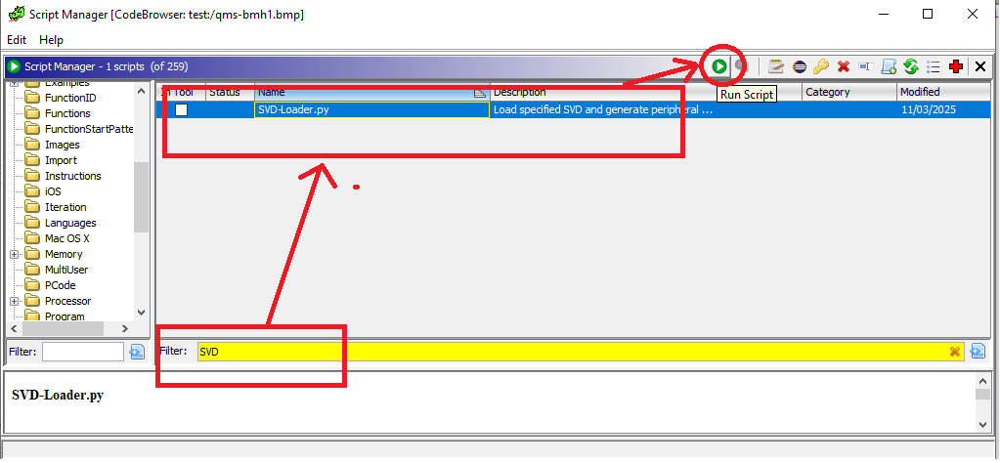 Script Manager [CodeBrowser: test:/qms-bmh1.bmp]
Edit Help
Script Manager - 1 scripts (of 259)
Run Script
In Tool Status Name Description Category Modified
SVD-Loader.py Load specified SVD and generate peripheral ... 11/03/2025
Examples
FunctionID
Functions
FunctionStartPatte
Images
Import
Instructions
iOS
Iteration
Languages
Mac OS X
Memory
MultiUser
PCode
Processor
Program
Filter:
Filter: SVD
SVD-Loader.py